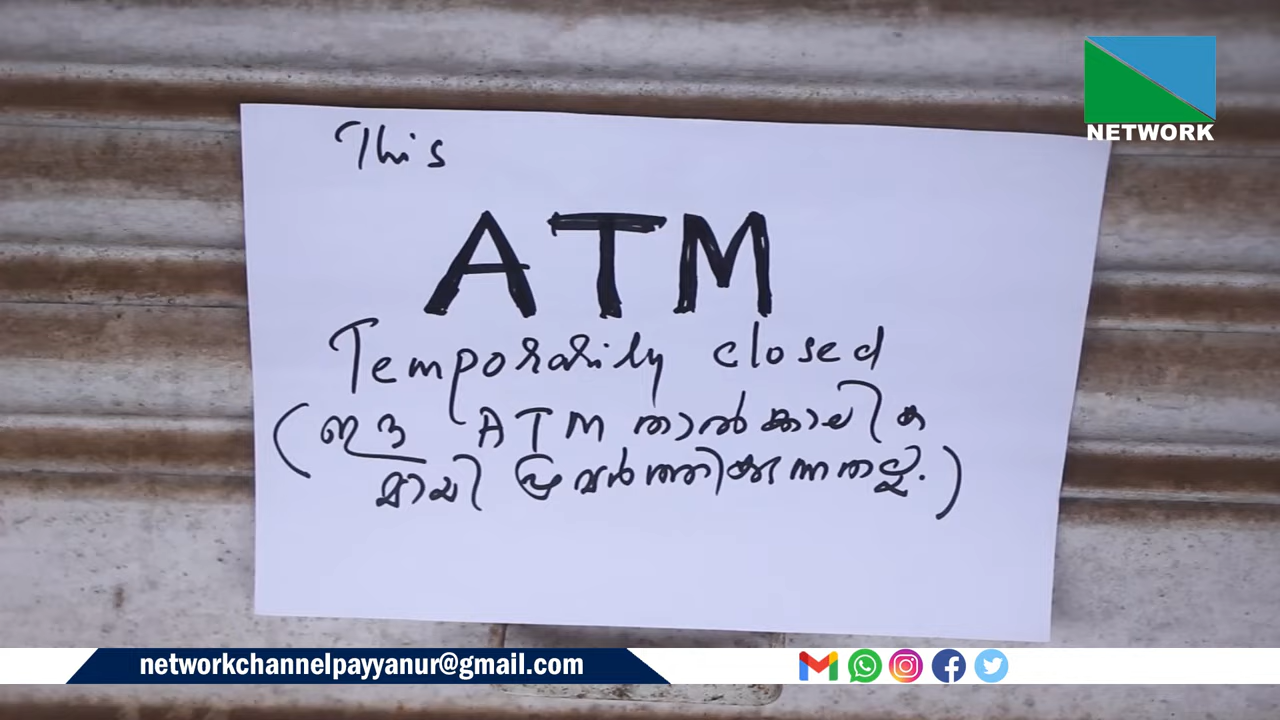 NETWORK
This
ATM
Temporarily closed
(ഈ ATM താൽകാലിക
മായി പ്രവർത്തിക്കുന്നതല്ല.)
networkchannelpayyanur@gmail.com